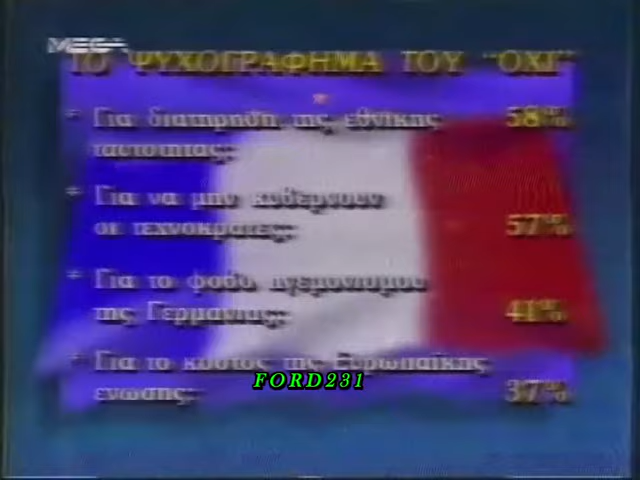 MEGA
ΤΟ ΨΥΧΟΓΡΑΦΗΜΑ ΤΟΥ "ΟΧΙ"
* Για διατήρηση της εθνικής 58%
ταυτότητας;
* Για να μην κυβερνούν
οι τεχνοκράτες; 57%
* Για το φόβο ηγεμονισμού
της Γερμανίας; 41%
* Για το κόστος της Ευρωπαϊκής
ενωσης; 37%
FORD231